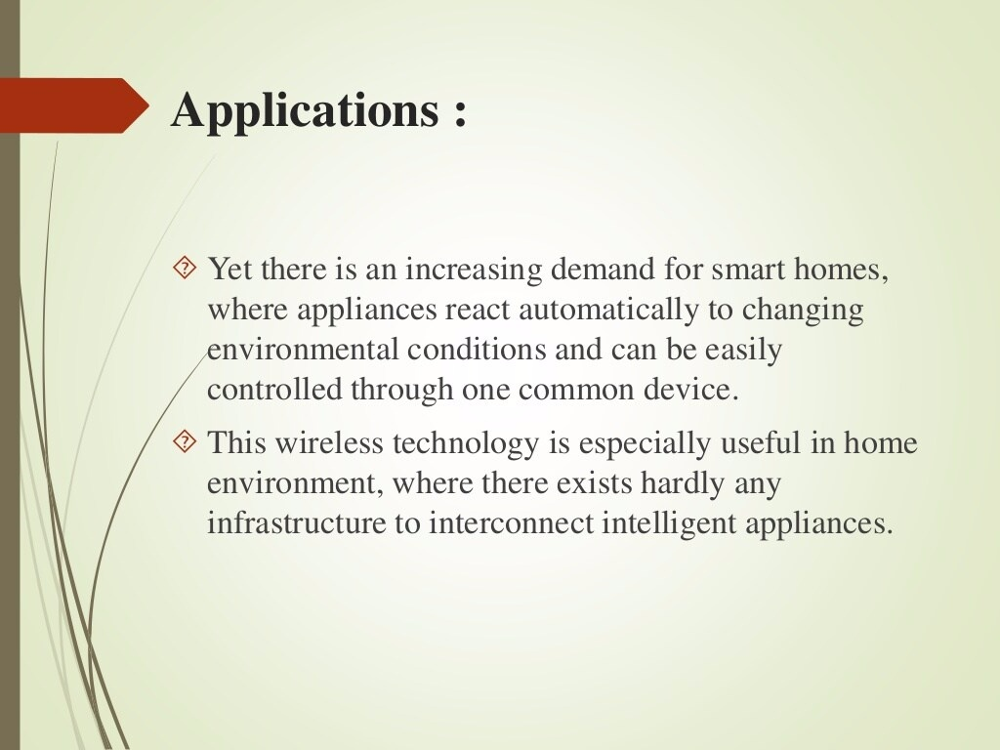 Applications :
Yet there is an increasing demand for smart homes,
where appliances react automatically to changing
environmental conditions and can be easily
controlled through one common device.
This wireless technology is especially useful in home
environment, where there exists hardly any
infrastructure to interconnect intelligent appliances.